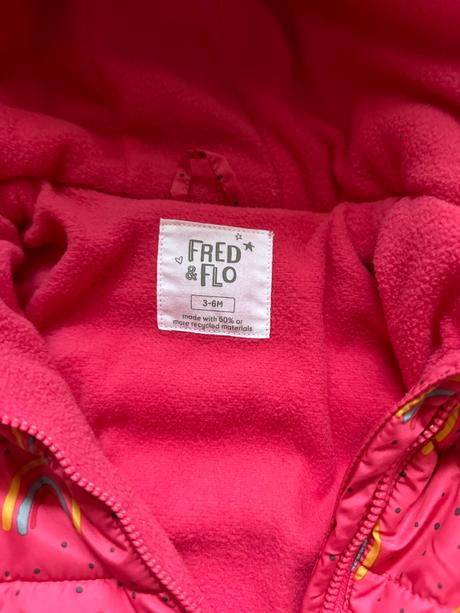 FRED
& FLO
3-6M
made with 50% or
more recycled materials